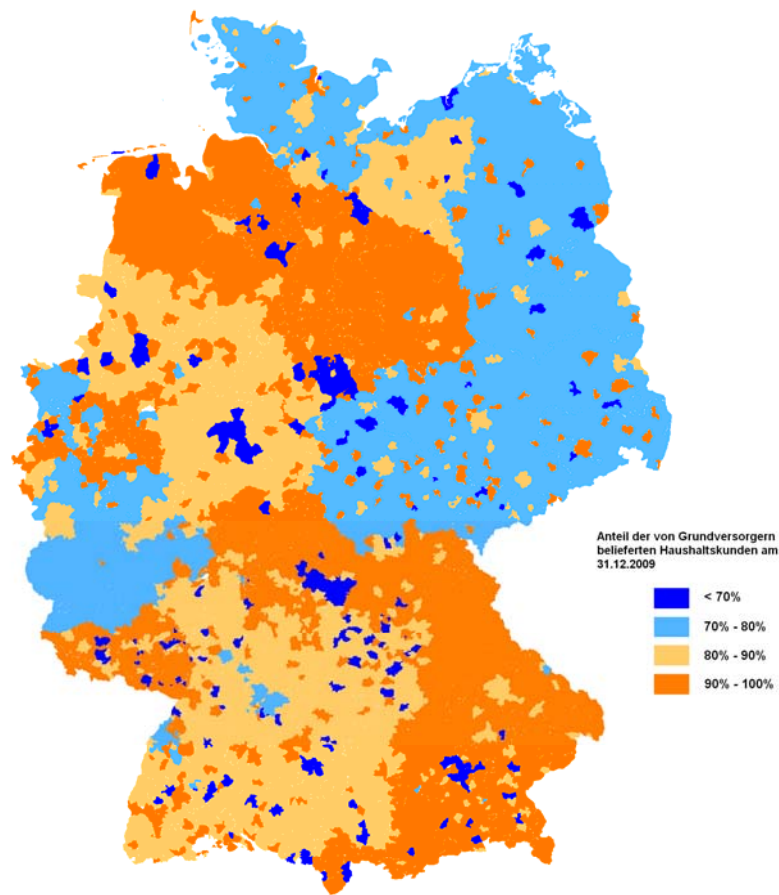 Anteil der von Grundversorgern
belieferten Haushaltskunden am
31.12.2009
< 70%
70% - 80%
80% - 90%
90% - 100%